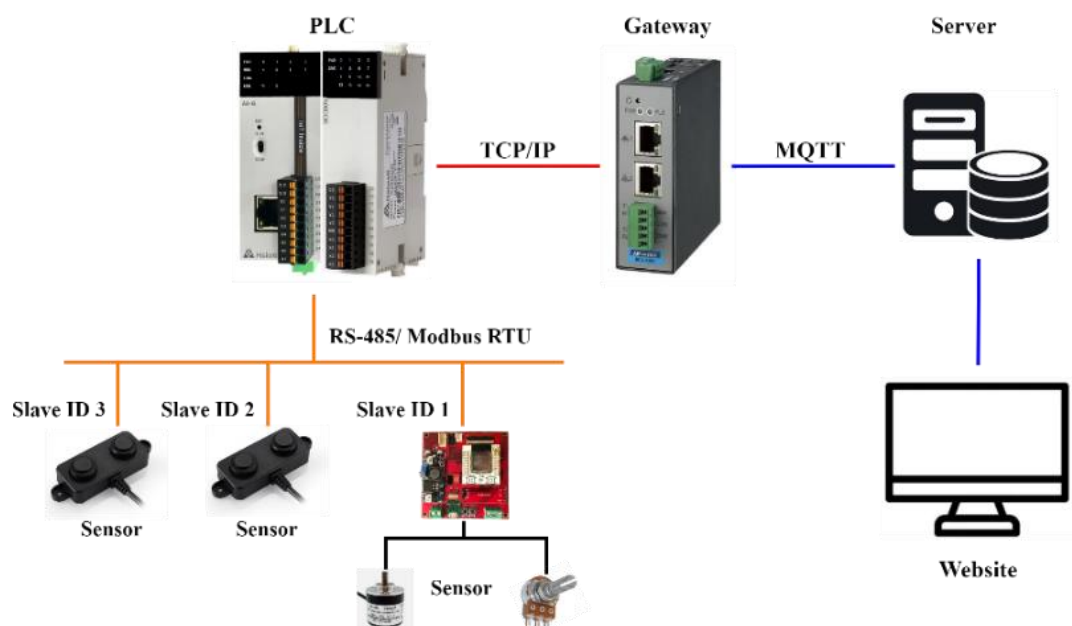 PLC
Gateway
Server
TCP/IP
MQTT
RS-485/ Modbus RTU
Slave ID 3
Slave ID 2
Slave ID 1
Sensor
Sensor
Sensor
Website